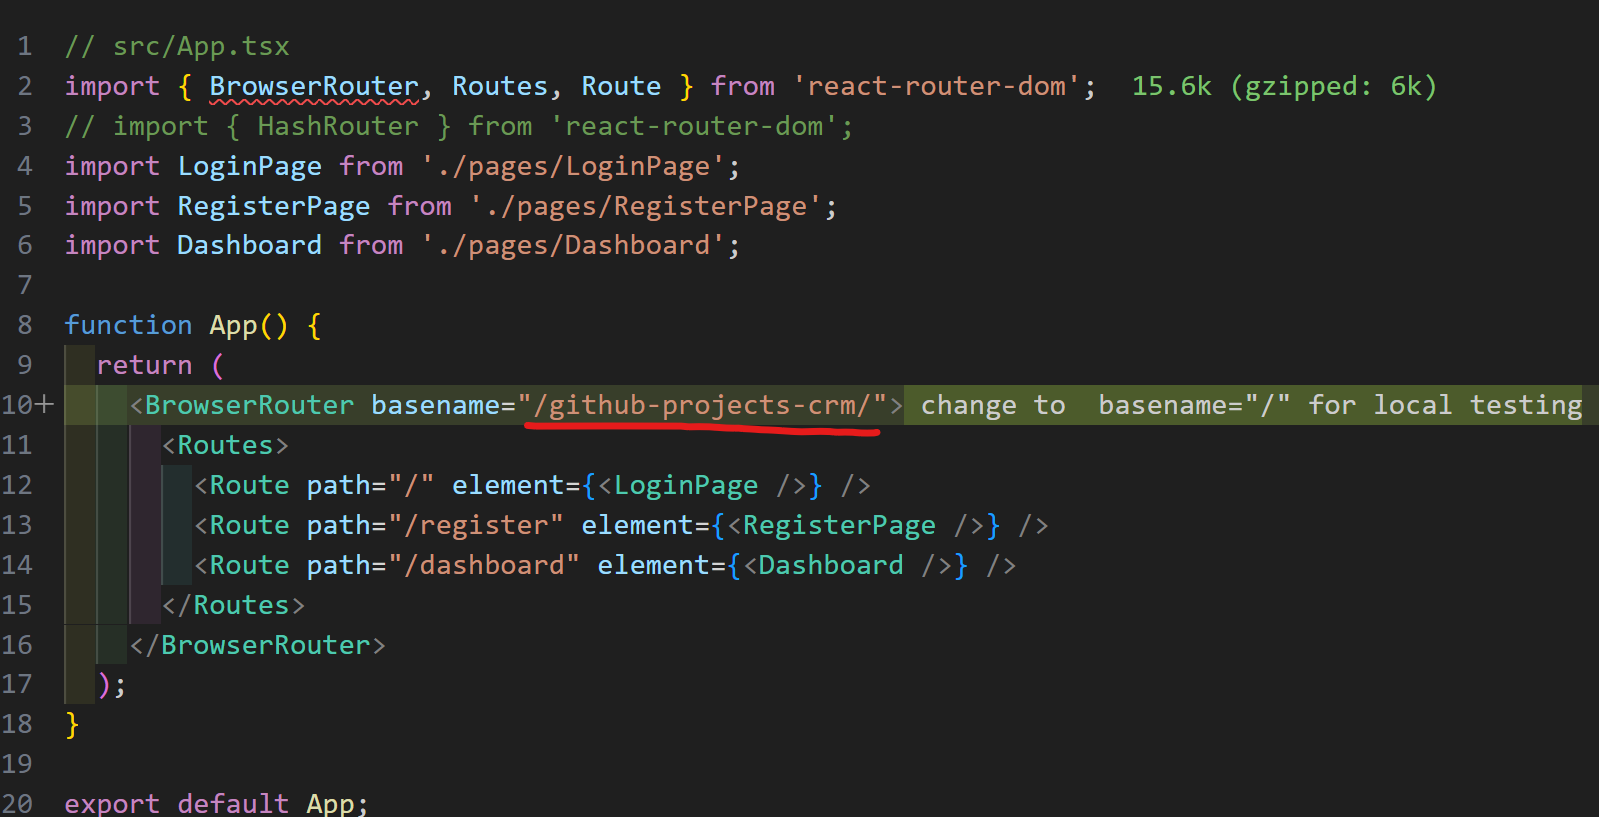 1 // src/App.tsx
2 import { BrowserRouter, Routes, Route } from 'react-router-dom'; 15.6k (gzipped: 6k)
3 // import { HashRouter } from 'react-router-dom';
4 import LoginPage from './pages/LoginPage';
5 import RegisterPage from './pages/RegisterPage';
6 import Dashboard from './pages/Dashboard';
7
8 function App() {
9 return (
10+ <BrowserRouter basename="/github-projects-crm/"> change to basename="/" for local testing
11 <Routes>
12 <Route path="/" element={<LoginPage />} />
13 <Route path="/register" element={<RegisterPage />} />
14 <Route path="/dashboard" element={<Dashboard />} />
15 </Routes>
16 </BrowserRouter>
17 );
18 }
19
20 export default App;